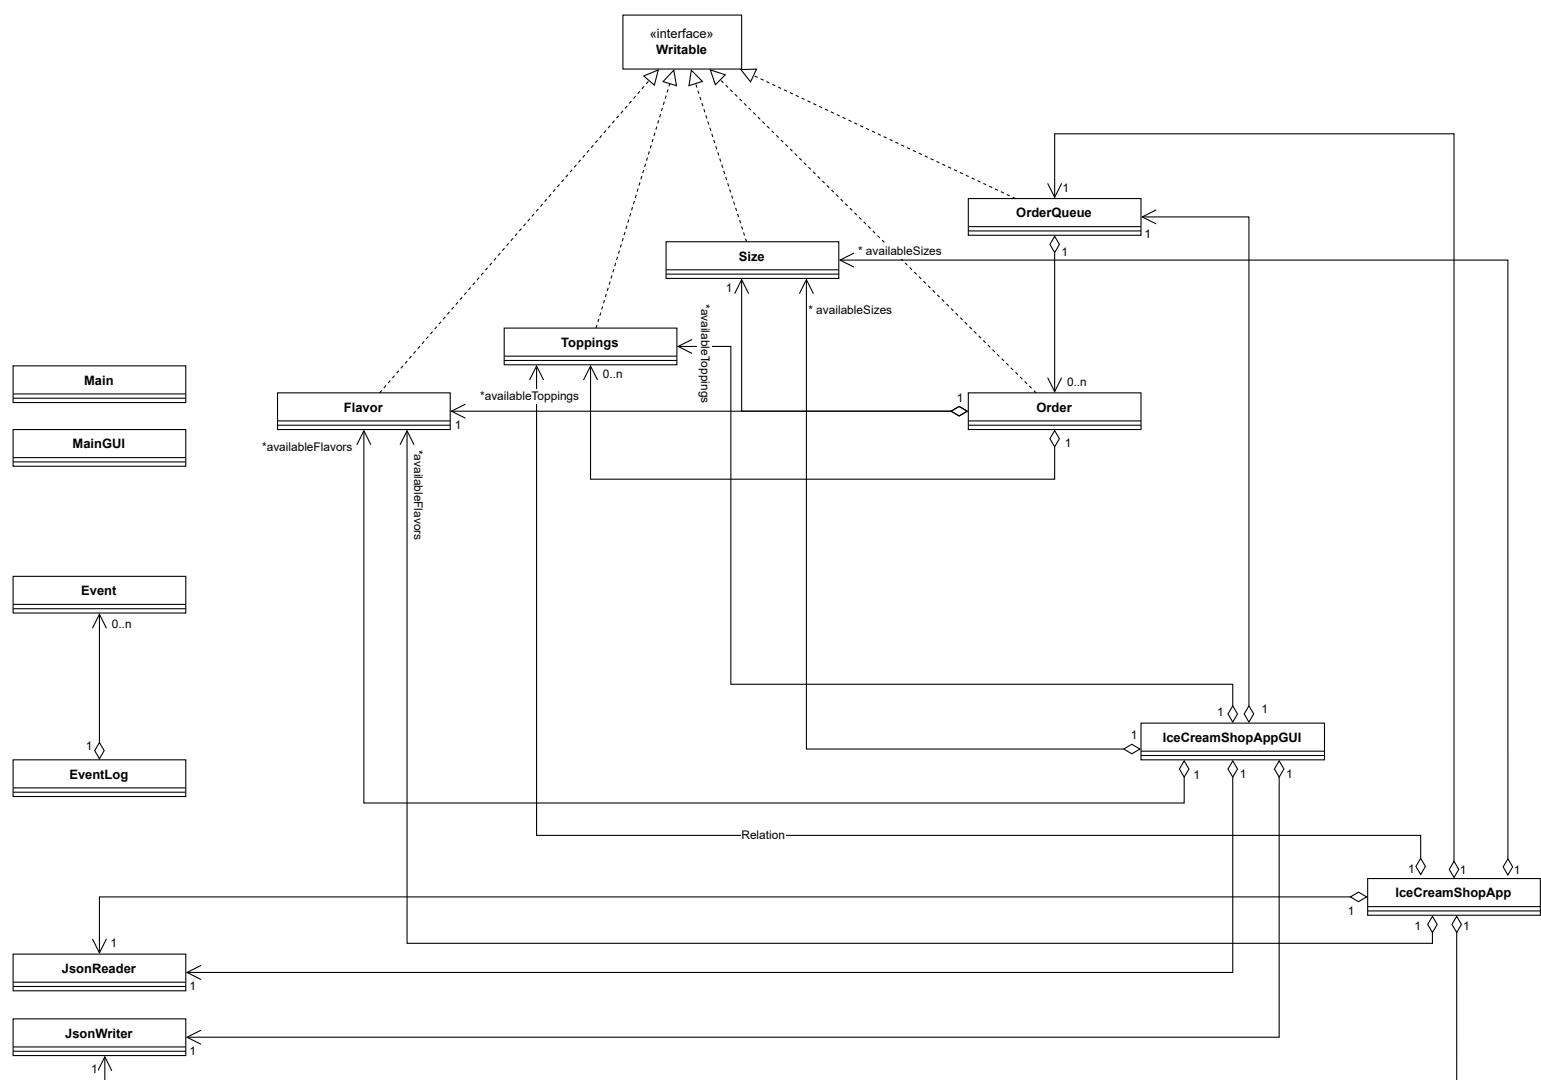 «interface»
Writable
1
OrderQueue
1
1
Size
* availableSizes
1
* availableSizes
*availableToppings
Toppings
0..n
*availableToppings
Main
Flavor
1
1
0..n
Order
1
MainGUI
*availableFlavors
*availableFlavors
Event
0..n
1
EventLog
1
1
1
IceCreamShopAppGUI
1
1
1
Relation
1
1
1
IceCreamShopApp
1
1
1
1
JsonReader
1
JsonWriter
1
1